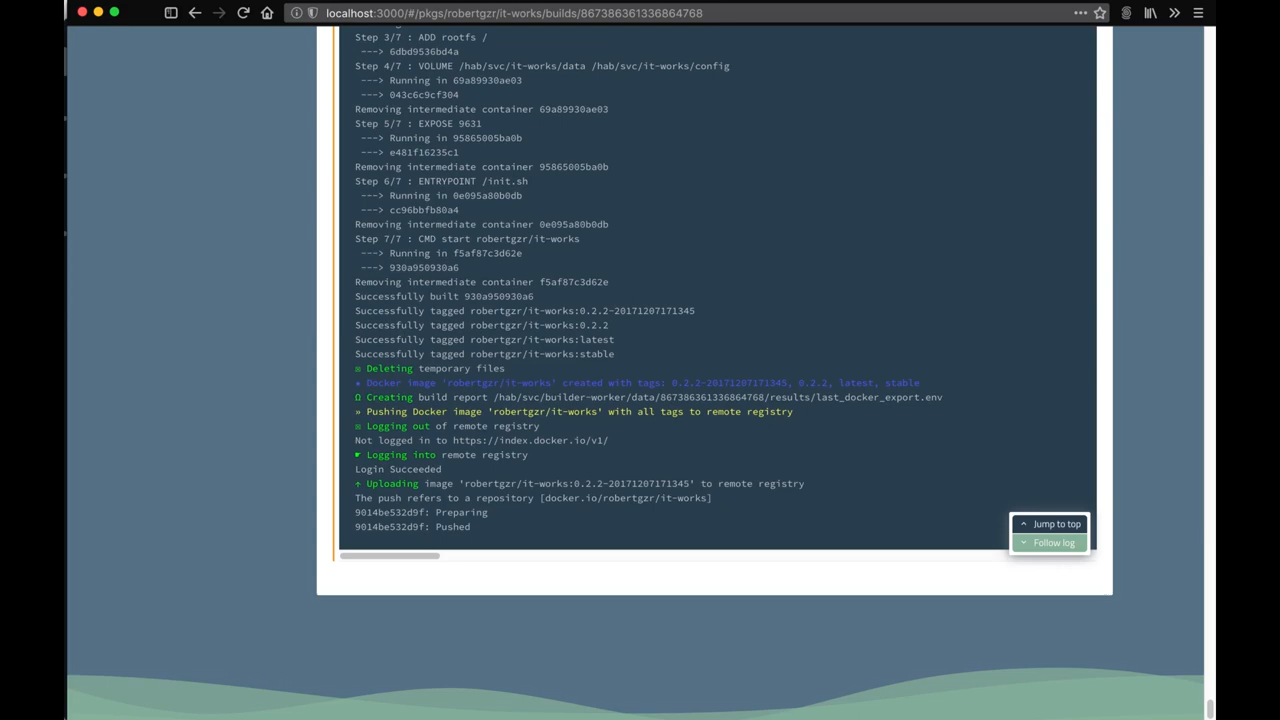 localhost:3000/#/pkgs/robertgzr/it-works/builds/867386361336864768
Step 3/7 : ADD rootfs /
---> 6dbd9536bd4a
Step 4/7 : VOLUME /hab/svc/it-works/data /hab/svc/it-works/config
---> Running in 69a89930ae03
---> 043c6c9cf304
Removing intermediate container 69a89930ae03
Step 5/7 : EXPOSE 9631
---> Running in 95865005ba0b
---> e481f16235c1
Removing intermediate container 95865005ba0b
Step 6/7 : ENTRYPOINT /init.sh
---> Running in 0e095a80b0db
---> cc96bbfb80a4
Removing intermediate container 0e095a80b0db
Step 7/7 : CMD start robertgzr/it-works
---> Running in f5af87c3d62e
---> 930a950930a6
Removing intermediate container f5af87c3d62e
Successfully built 930a950930a6
Successfully tagged robertgzr/it-works:0.2.2-20171207171345
Successfully tagged robertgzr/it-works:0.2.2
Successfully tagged robertgzr/it-works:latest
Successfully tagged robertgzr/it-works:stable
☒ Deleting temporary files
★ Docker image 'robertgzr/it-works' created with tags: 0.2.2-20171207171345, 0.2.2, latest, stable
Ω Creating build report /hab/svc/builder-worker/data/867386361336864768/results/last_docker_export.env
» Pushing Docker image 'robertgzr/it-works' with all tags to remote registry
☒ Logging out of remote registry
Not logged in to https://index.docker.io/v1/
☛ Logging into remote registry
Login Succeeded
↑ Uploading image 'robertgzr/it-works:0.2.2-20171207171345' to remote registry
The push refers to a repository [docker.io/robertgzr/it-works]
9014be532d9f: Preparing
9014be532d9f: Pushed
Jump to top
Follow log